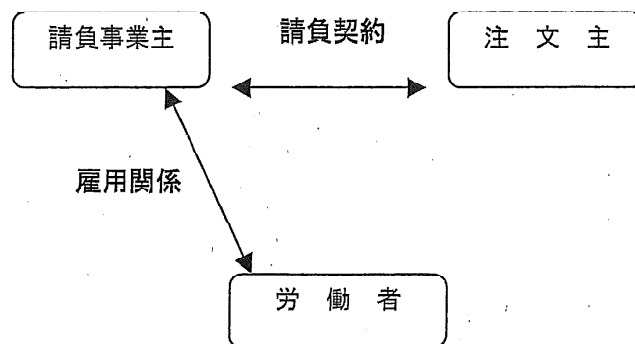 請負事業主
請負契約
注文主
雇用関係
労働者